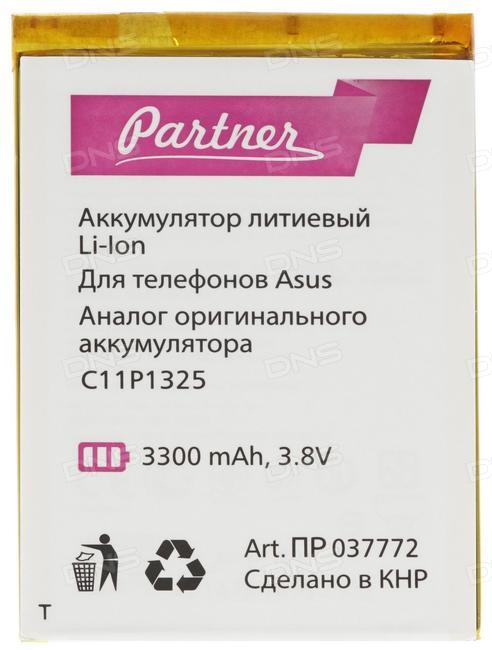 Partner
Аккумулятор литиевый
Li-Ion
Для телефонов Asus
Аналог оригинального
аккумулятора
C11P1325
3300 mAh, 3.8V
Art. ПР 037772
Сделано в КНР
T
DNS